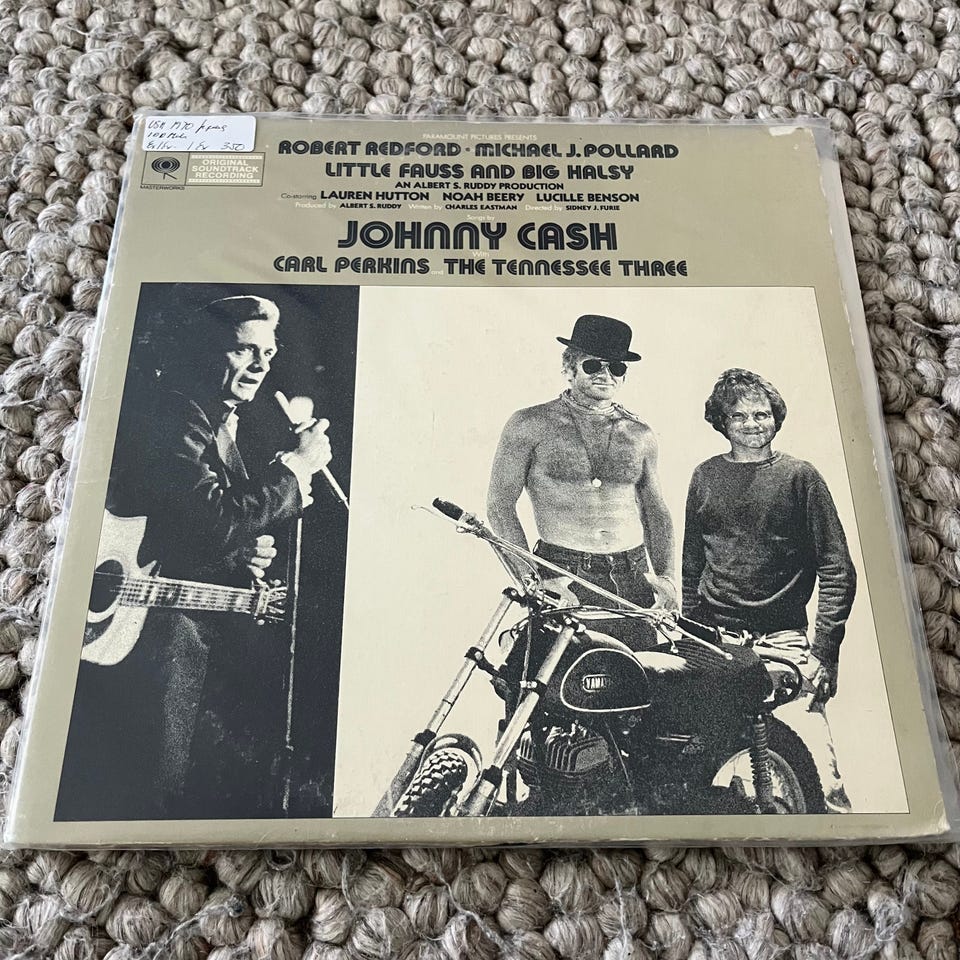 USA 1970
350
MASTERWORKS
ORIGINAL
SOUNDTRACK
RECORDING
PARAMOUNT PICTURES PRESENTS
ROBERT REDFORD · MICHAEL J. POLLARD
LITTLE FAUSS AND BIG HALSY
AN ALBERT S. RUDDY PRODUCTION
Co-starring LAUREN HUTTON NOAH BEERY LUCILLE BENSON
Produced by ALBERT S. RUDDY Written by CHARLES EASTMAN Directed by SIDNEY J. FURIE
Songs by
JOHNNY CASH
With
CARL PERKINS and THE TENNESSEE THREE
YAMAHA